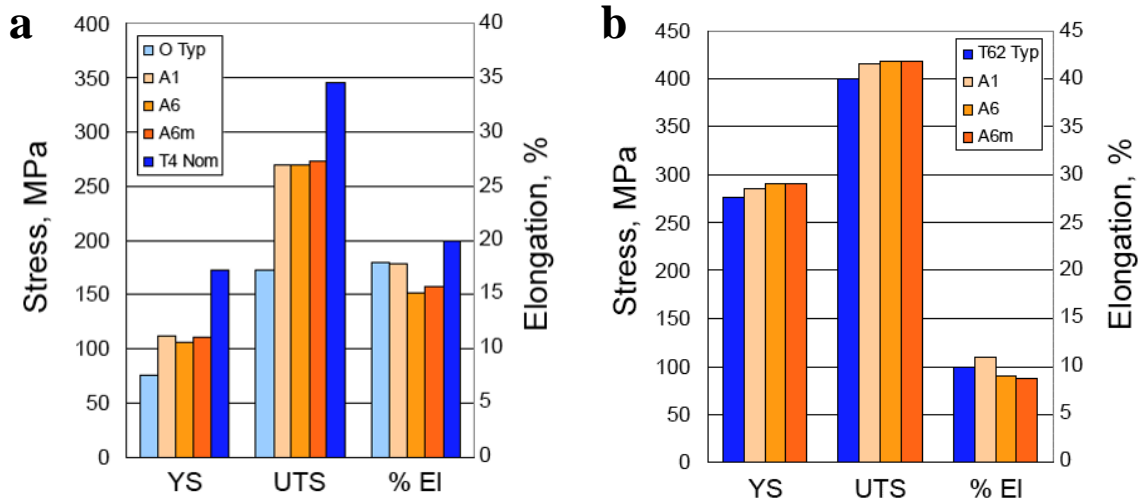 a
Stress, MPa
400
350
300
250
200
150
100
50
0
O Typ
A1
A6
A6m
T4 Nom
40
35
30
25
20
15
10
5
0
Elongation, %
YS UTS % El
b
Stress, MPa
450
400
350
300
250
200
150
100
50
0
T62 Typ
A1
A6
A6m
45
40
35
30
25
20
15
10
5
0
Elongation, %
YS UTS % El